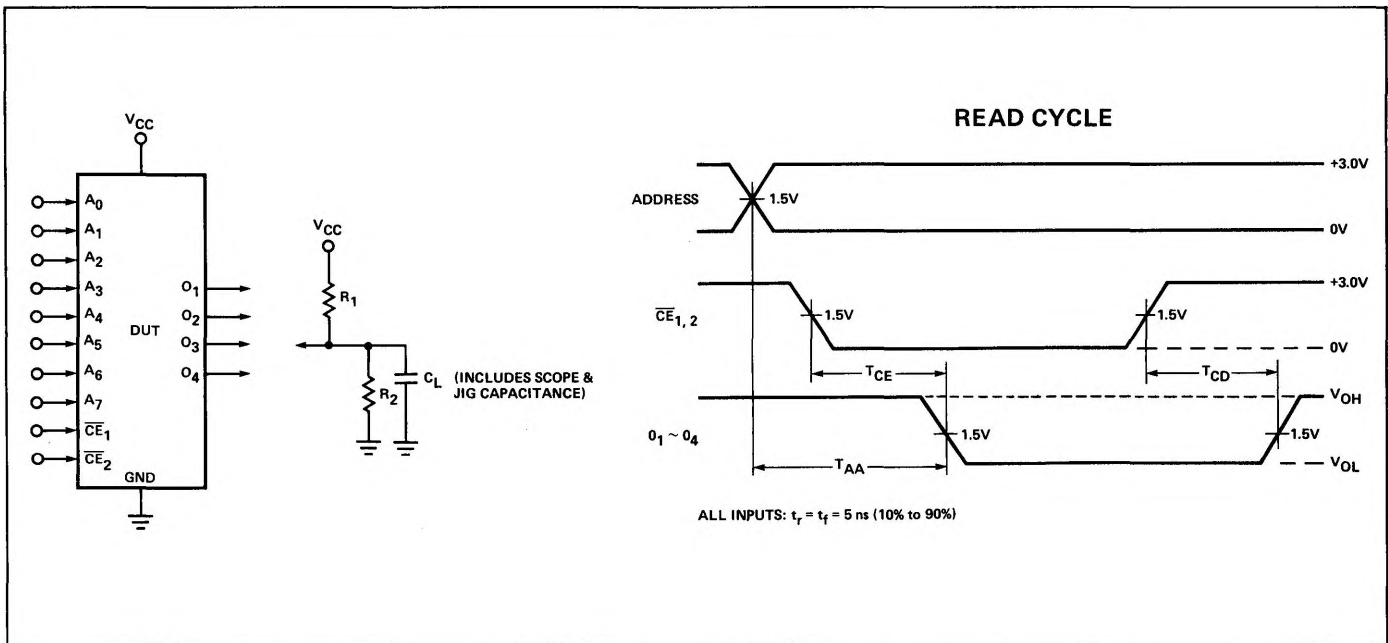 VCC
A0
A1
A2
A3
A4
A5
A6
A7
CE1
CE2
DUT
O1
O2
O3
O4
GND
VCC
R1
R2
CL (INCLUDES SCOPE &
JIG CAPACITANCE)
READ CYCLE
ADDRESS
1.5V
+3.0V
0V
CE1, 2
1.5V
1.5V
+3.0V
0V
TCE
TCD
O1 ~ O4
1.5V
1.5V
VOH
VOL
TAA
ALL INPUTS: tr = tf = 5 ns (10% to 90%)